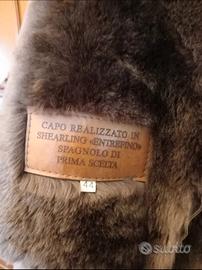 CAPO REALIZZATO IN
SHEARLING «ENTREFINO»
SPAGNOLO DI
PRIMA SCELTA
44
subito